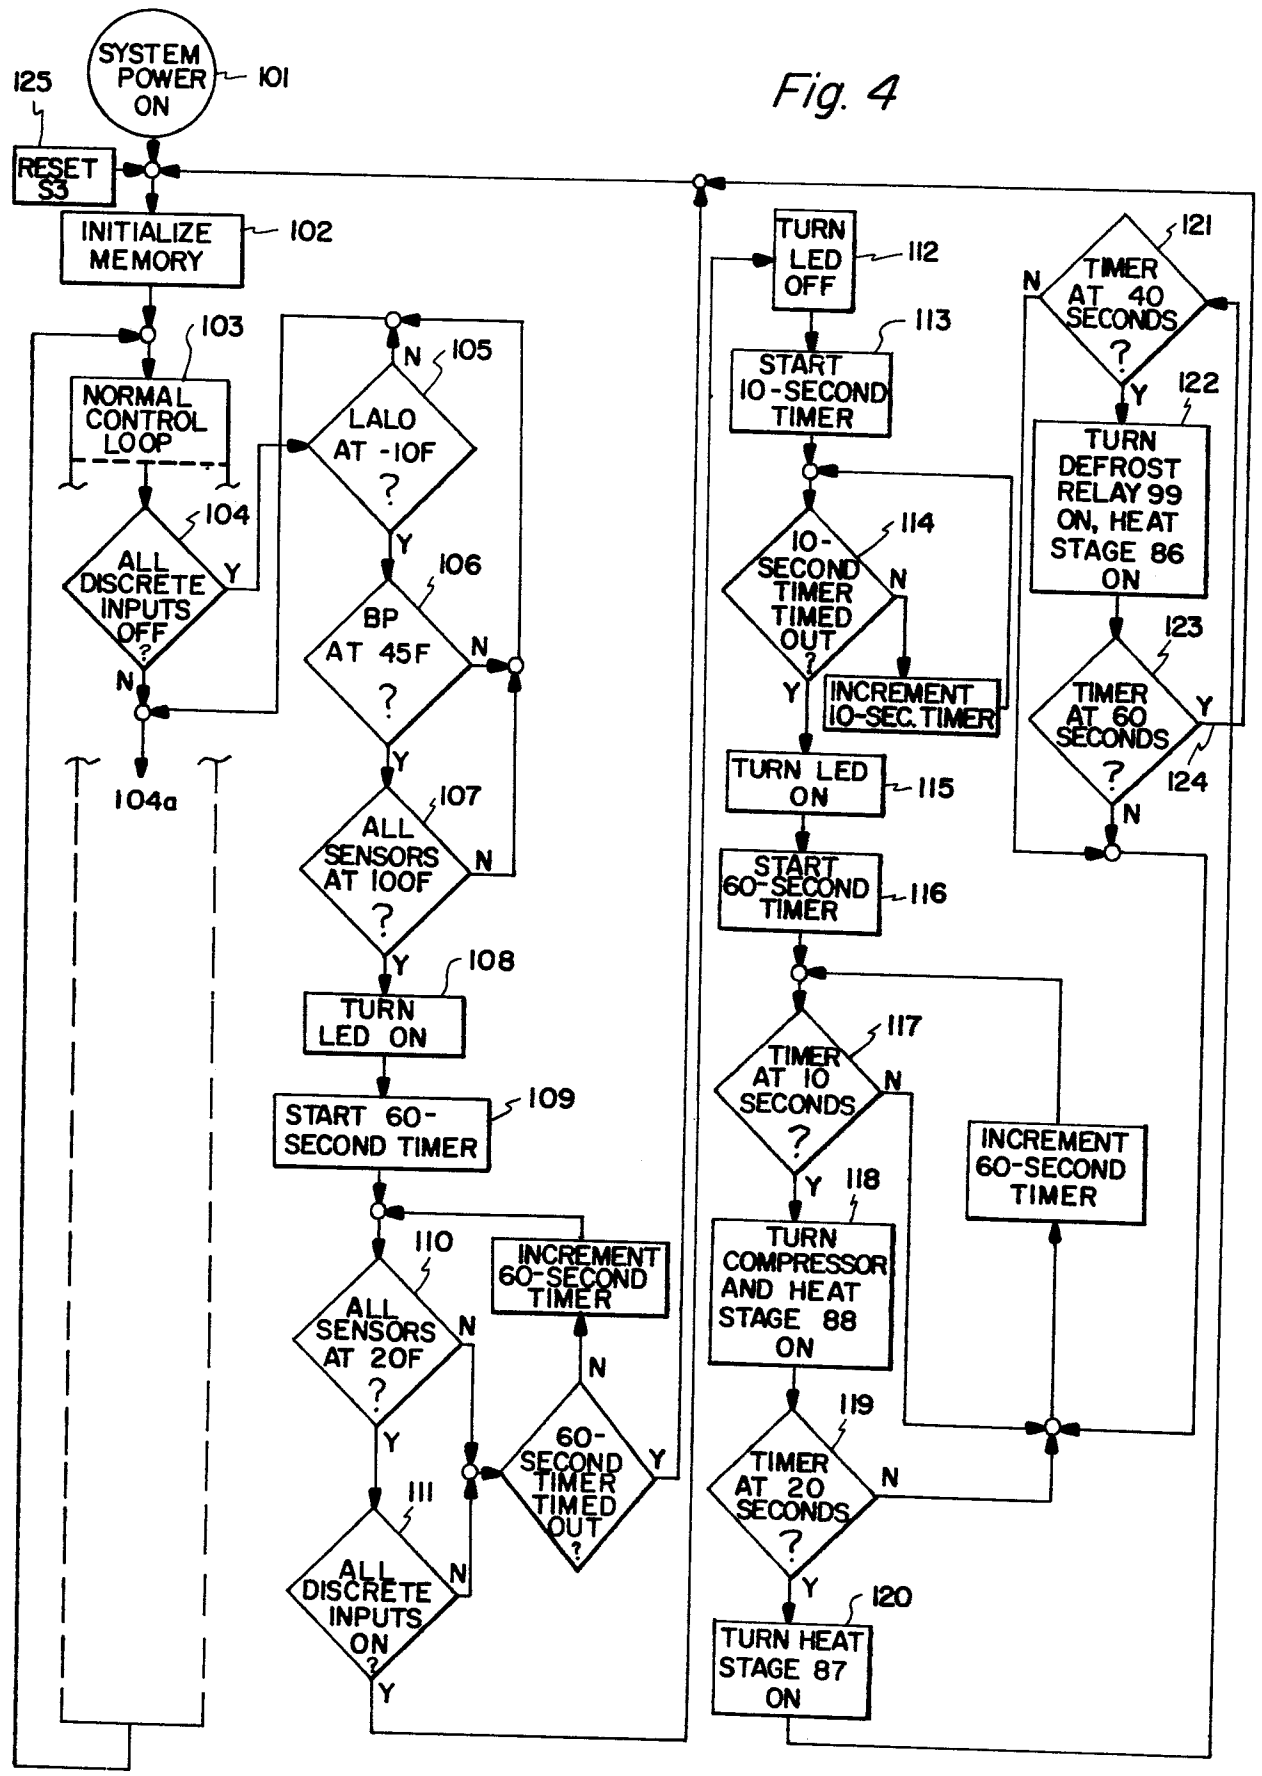 Fig. 4
SYSTEM
POWER
ON
101
125
RESET
S3
INITIALIZE
MEMORY
102
103
NORMAL
CONTROL
LOOP
104
ALL
DISCRETE
INPUTS
OFF
?
Y
N
104a
N
105
LALO
AT -10F
?
Y
106
BP
AT 45F
?
N
Y
107
ALL
SENSORS
AT 100F
?
N
Y
108
TURN
LED ON
109
START 60-
SECOND TIMER
110
ALL
SENSORS
AT 20F
?
N
Y
INCREMENT
60-SECOND
TIMER
N
60-
SECOND
TIMER
TIMED
OUT
?
Y
111
ALL
DISCRETE
INPUTS
ON
?
N
Y
TURN
LED
OFF
112
113
START
10-SECOND
TIMER
114
10-
SECOND
TIMER
TIMED
OUT
?
N
Y
INCREMENT
10-SEC. TIMER
TURN LED
ON
115
START
60-SECOND
TIMER
116
117
TIMER
AT 10
SECONDS
?
N
Y
118
TURN
COMPRESSOR
AND HEAT
STAGE 88
ON
119
TIMER
AT 20
SECONDS
?
N
Y
120
TURN HEAT
STAGE 87
ON
INCREMENT
60-SECOND
TIMER
121
TIMER
AT 40
SECONDS
?
N
Y
122
TURN
DEFROST
RELAY 99
ON, HEAT
STAGE 86
ON
123
TIMER
AT 60
SECONDS
?
Y
124
N